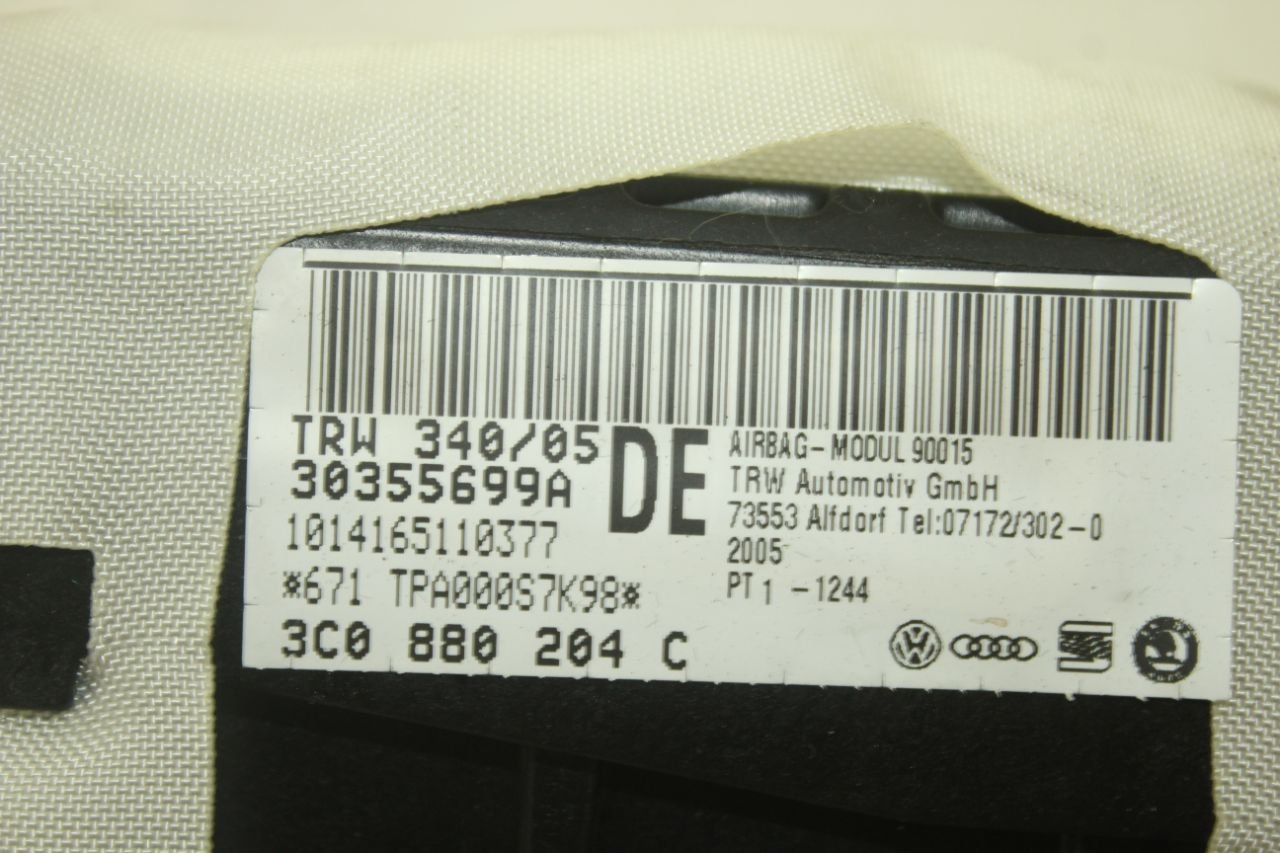 TRW 340/05
30355699A
1014165110377
*671 TPA000S7K98*
3C0 880 204 C
DE
AIRBAG-MODUL 90015
TRW Automotiv GmbH
73553 Alfdorf Tel:07172/302-0
2005
PT 1 -1244